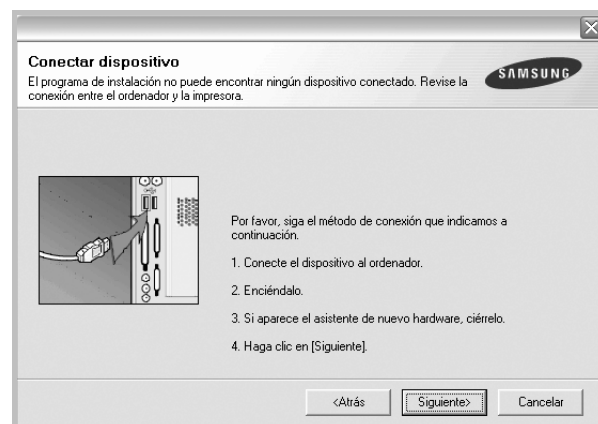 Conectar dispositivo
El programa de instalación no puede encontrar ningún dispositivo conectado. Revise la
conexión entre el ordenador y la impresora.
SAMSUNG
Por favor, siga el método de conexión que indicamos a
continuación.
1. Conecte el dispositivo al ordenador.
2. Enciéndalo.
3. Si aparece el asistente de nuevo hardware, ciérrelo.
4. Haga clic en [Siguiente].
<Atrás
Siguiente>
Cancelar